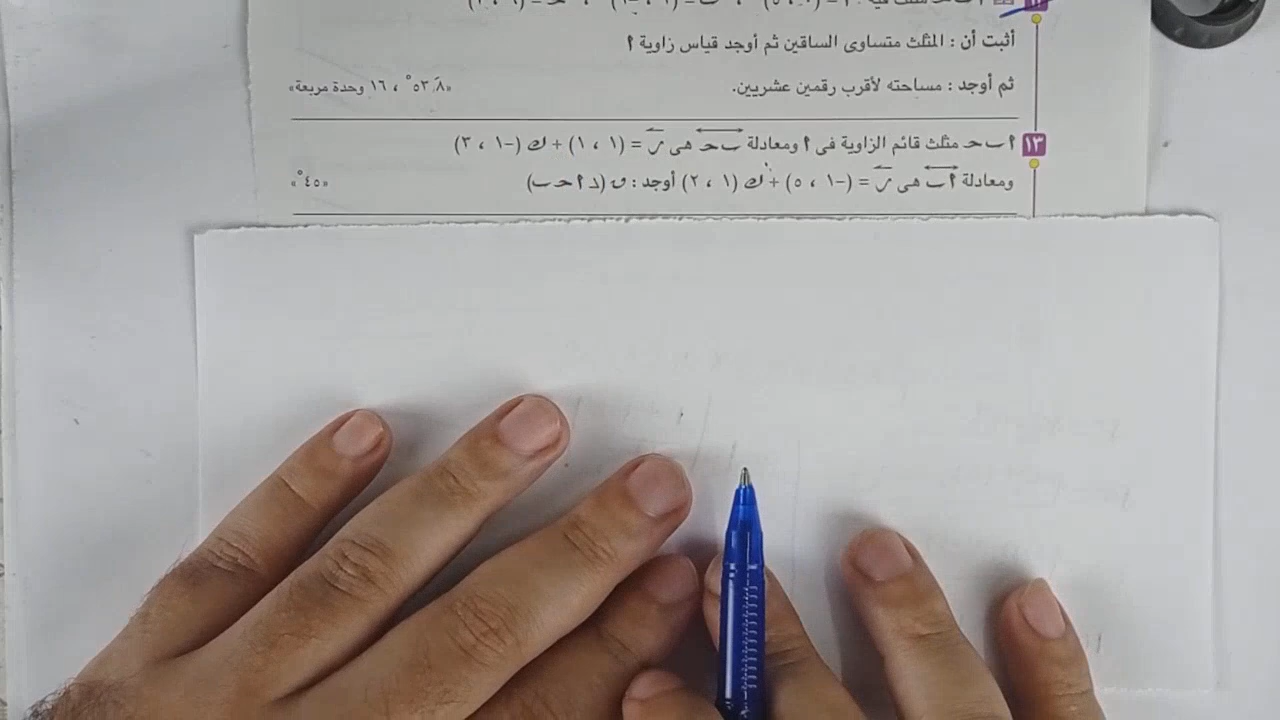 أثبت أن : المثلث متساوى الساقين ثم أوجد قياس زاوية ا
ثم أوجد : مساحته لأقرب رقمين عشريين.
«٨َ ٥٣° ، ١٦ وحدة مربعة»
١٣ ا ب حـ مثلث قائم الزاوية فى ا ومعادلة ب حـ هى ر = (١ ، ١) + ك (-١ ، ٣)
ومعادلة ا ب هى ر = (-١ ، ٥) + ك (١ ، ٢) أوجد : ق (د ا حـ ب)
«٤٥°»